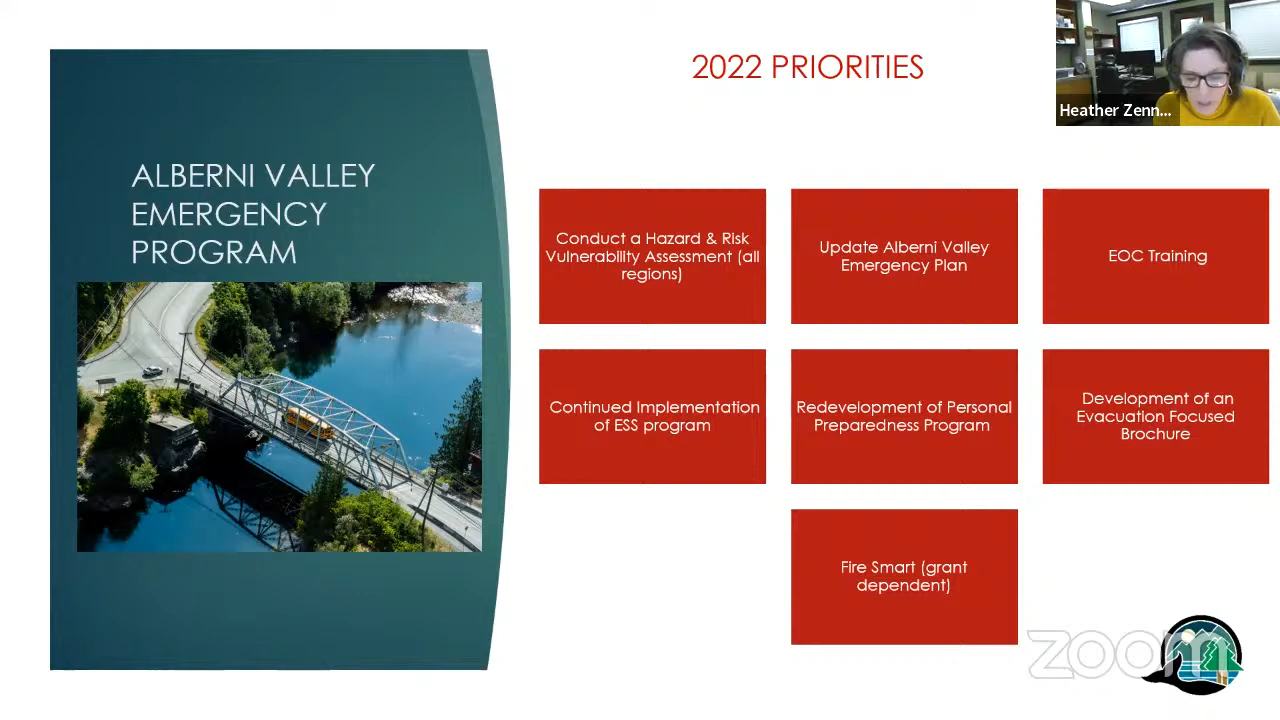 2022 PRIORITIES
Heather Zenn...
ALBERNI VALLEY
EMERGENCY
PROGRAM
Conduct a Hazard & Risk
Vulnerability Assessment (all
regions)
Update Alberni Valley
Emergency Plan
EOC Training
Continued Implementation
of ESS program
Redevelopment of Personal
Preparedness Program
Development of an
Evacuation Focused
Brochure
Fire Smart (grant
dependent)
zoom